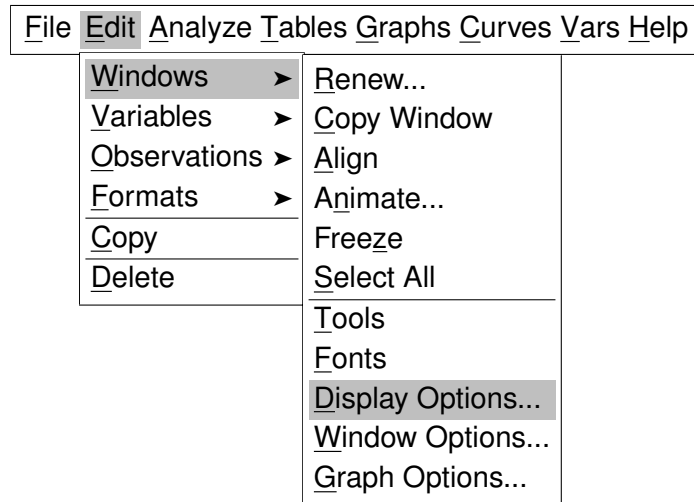 File Edit Analyze Tables Graphs Curves Vars Help
Windows ➤
Variables ➤
Observations ➤
Formats ➤
Copy
Delete
Renew...
Copy Window
Align
Animate...
Freeze
Select All
Tools
Fonts
Display Options...
Window Options...
Graph Options...